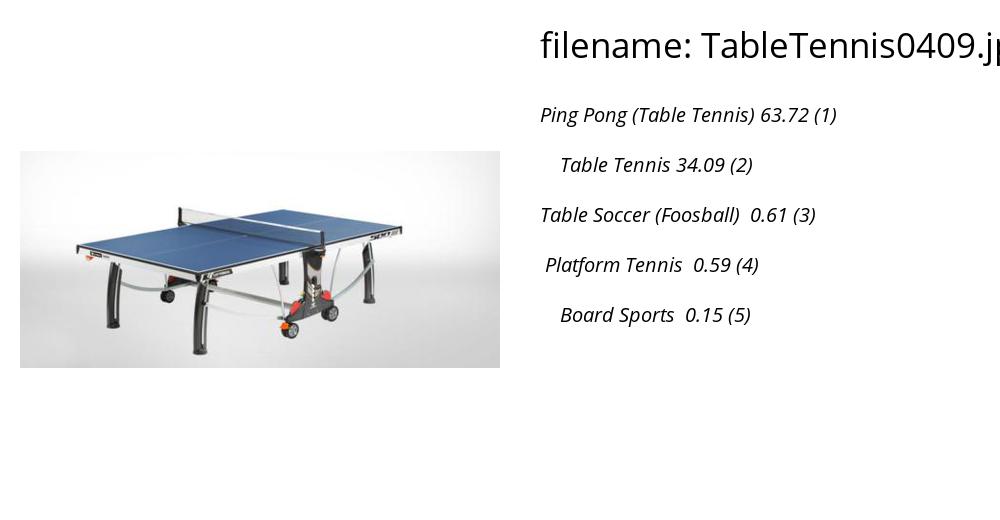 filename: TableTennis0409.jp
Ping Pong (Table Tennis) 63.72 (1)
Table Tennis 34.09 (2)
Table Soccer (Foosball) 0.61 (3)
Platform Tennis 0.59 (4)
Board Sports 0.15 (5)